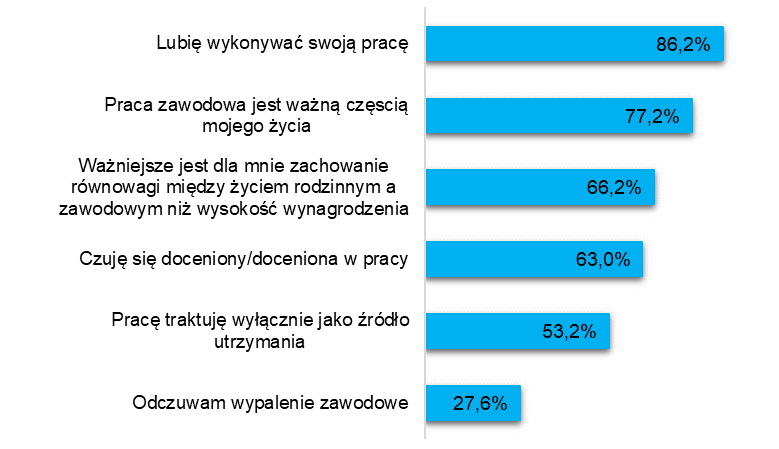 Lubię wykonywać swoją pracę
86,2%
Praca zawodowa jest ważną częscią
mojego życia
77,2%
Ważniejsze jest dla mnie zachowanie
równowagi między życiem rodzinnym a
zawodowym niż wysokość wynagrodzenia
66,2%
Czuję się doceniony/doceniona w pracy
63,0%
Pracę traktuję wyłącznie jako źródło
utrzymania
53,2%
Odczuwam wypalenie zawodowe
27,6%